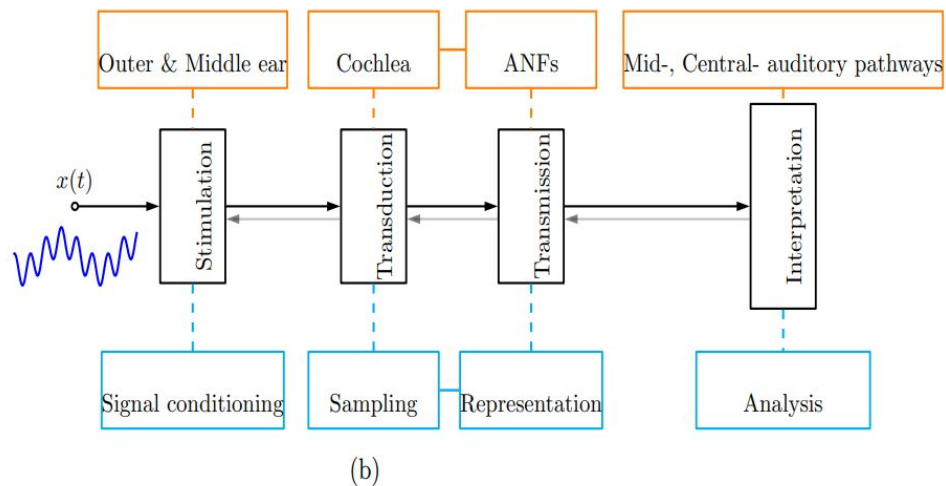 Outer & Middle ear
Cochlea
ANFs
Mid-, Central- auditory pathways
x(t)
Stimulation
Transduction
Transmission
Interpretation
Signal conditioning
Sampling
Representation
Analysis
(b)